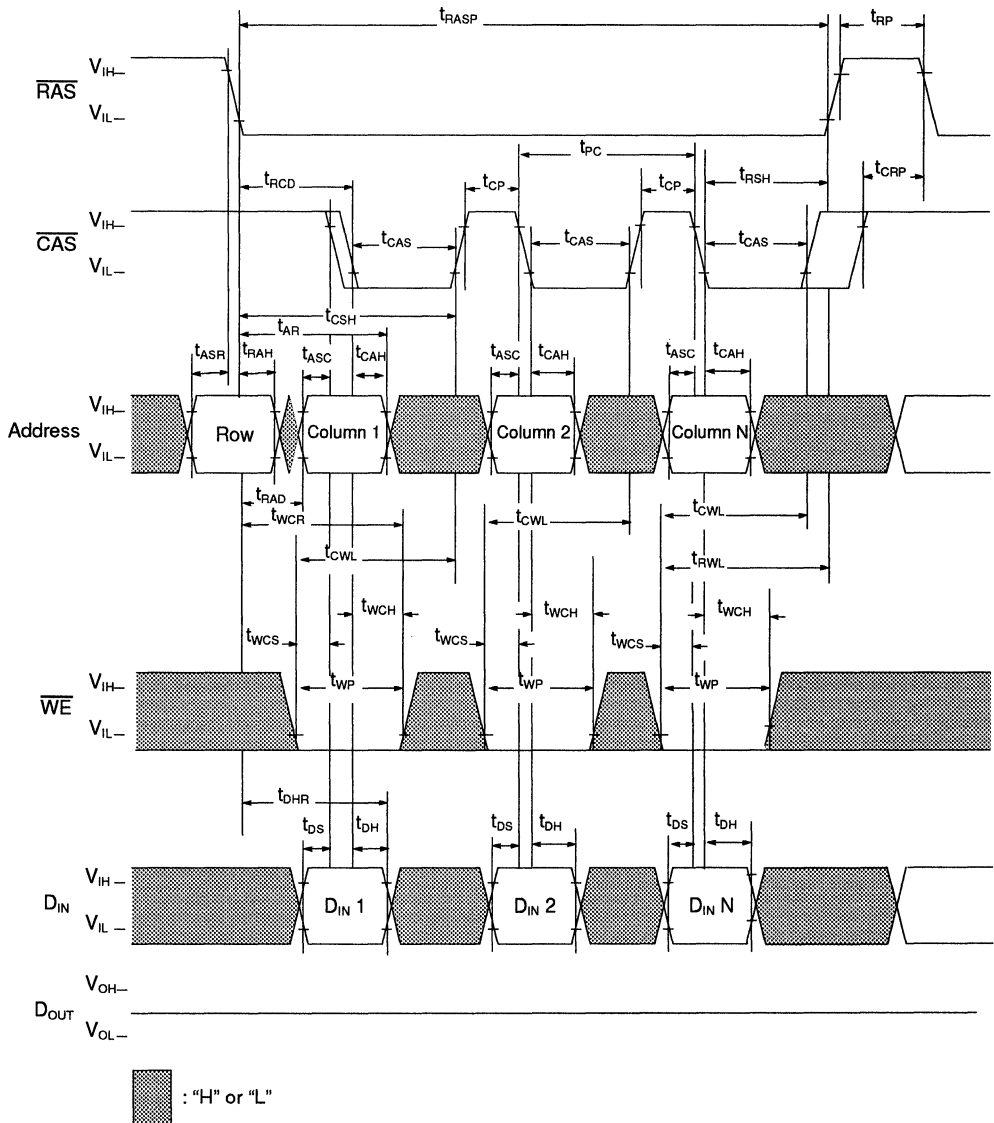 tRASP
tRP
RAS
VIH
VIL
tRCD
tCP
tPC
tCP
tRSH
tCRP
CAS
VIH
VIL
tCAS
tCAS
tCAS
tCSH
tAR
tASR
tRAH
tASC
tCAH
tASC
tCAH
tASC
tCAH
Address
VIH
VIL
Row
Column 1
Column 2
Column N
tRAD
tWCR
tCWL
tCWL
tCWL
tRWL
tWCH
tWCH
tWCH
tWCS
tWCS
tWCS
WE
VIH
VIL
tWP
tWP
tWP
tDHR
tDS
tDH
tDS
tDH
tDS
tDH
DIN
VIH
VIL
DIN 1
DIN 2
DIN N
DOUT
VOH
VOL
: “H” or “L”